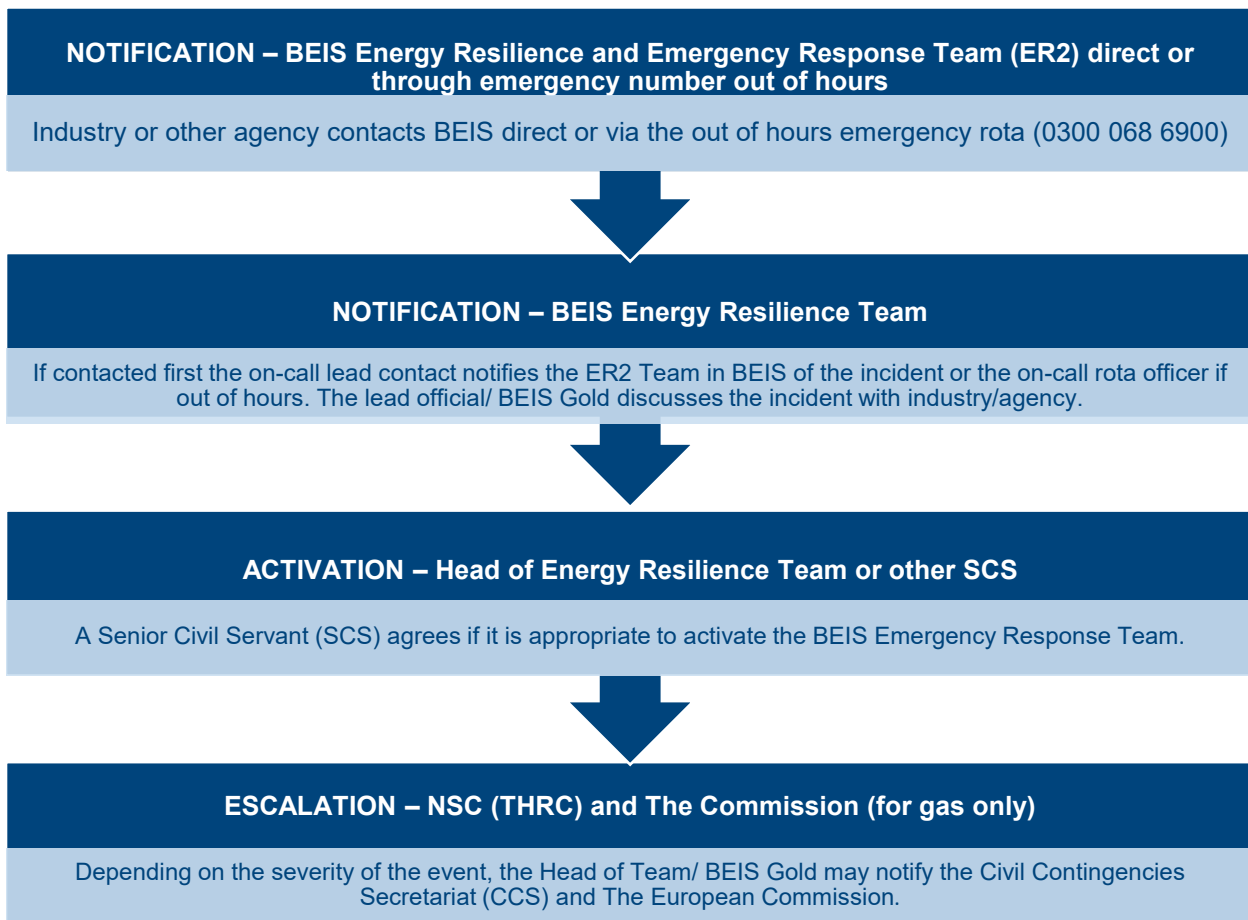 NOTIFICATION – BEIS Energy Resilience and Emergency Response Team (ER2) direct or
through emergency number out of hours
Industry or other agency contacts BEIS direct or via the out of hours emergency rota (0300 068 6900)
NOTIFICATION – BEIS Energy Resilience Team
If contacted first the on-call lead contact notifies the ER2 Team in BEIS of the incident or the on-call rota officer if
out of hours. The lead official/ BEIS Gold discusses the incident with industry/agency.
ACTIVATION – Head of Energy Resilience Team or other SCS
A Senior Civil Servant (SCS) agrees if it is appropriate to activate the BEIS Emergency Response Team.
ESCALATION – NSC (THRC) and The Commission (for gas only)
Depending on the severity of the event, the Head of Team/ BEIS Gold may notify the Civil Contingencies
Secretariat (CCS) and The European Commission.